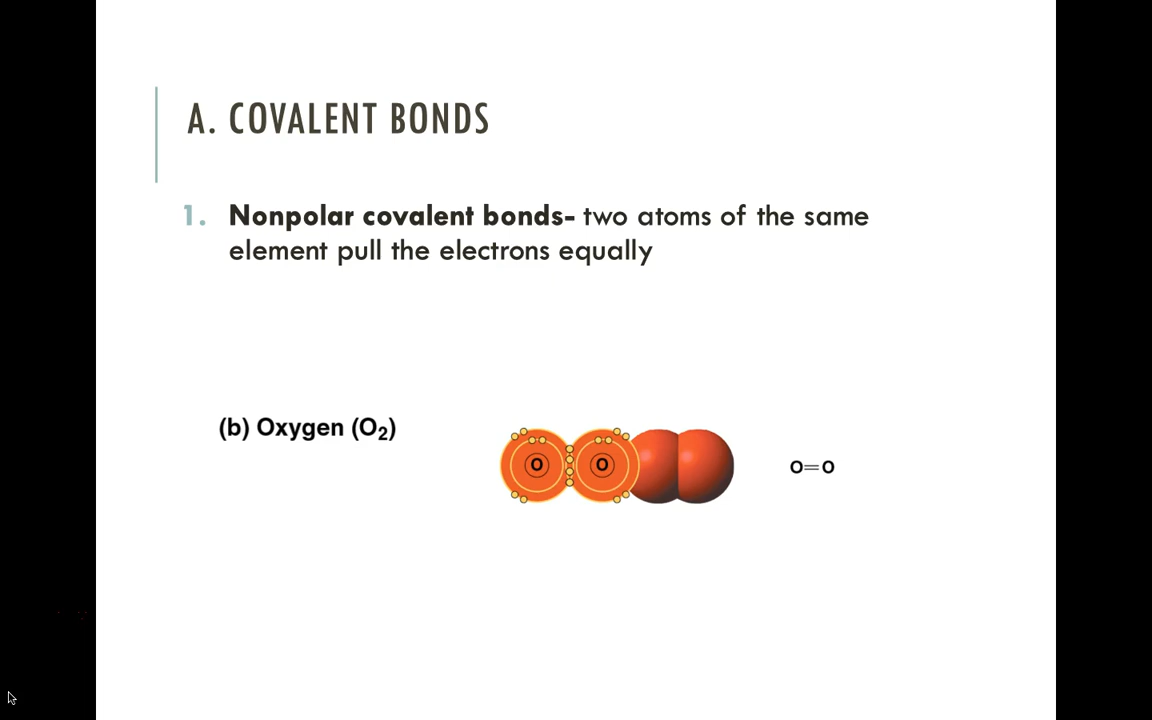 A. COVALENT BONDS
1. Nonpolar covalent bonds- two atoms of the same
element pull the electrons equally
(b) Oxygen (O₂)
O O
O=O